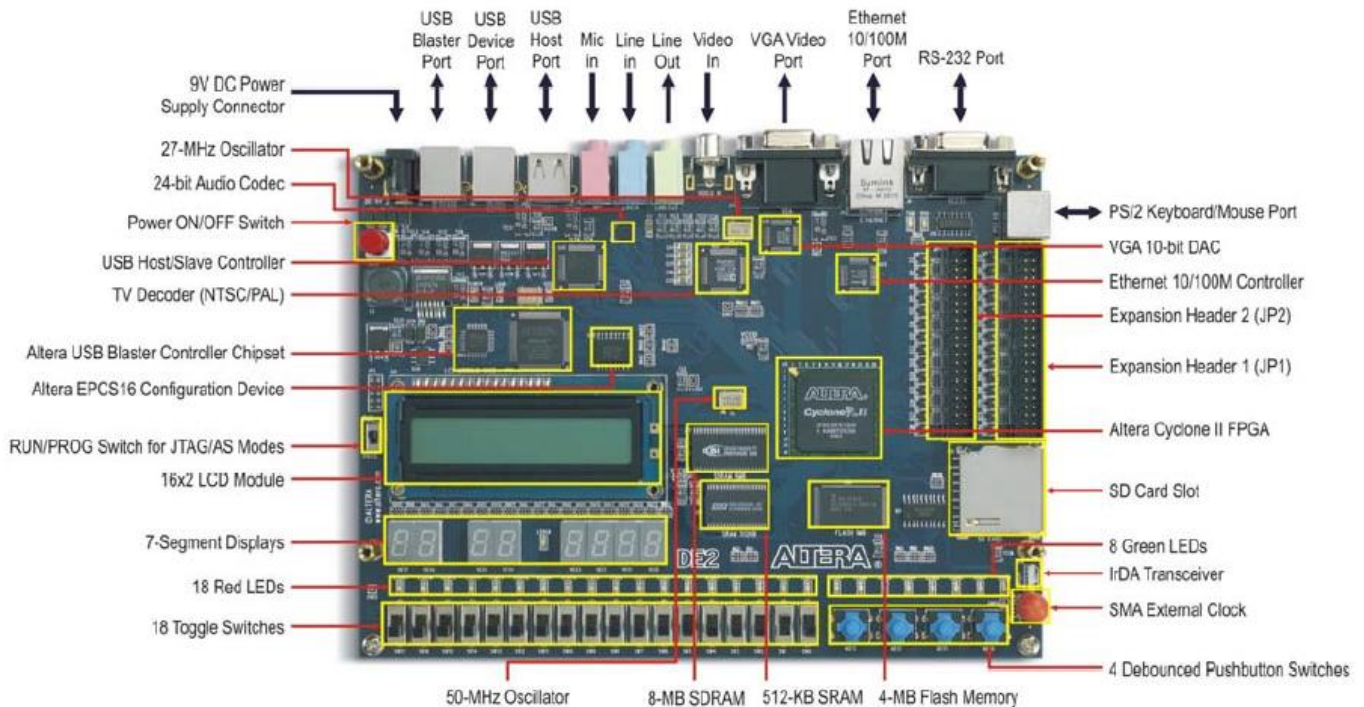 USB
Blaster
Port
USB
Device
Port
USB
Host
Port
Mic
in
Line
in
Line
Out
Video
In
VGA Video
Port
Ethernet
10/100M
Port
RS-232 Port
9V DC Power
Supply Connector
27-MHz Oscillator
24-bit Audio Codec
Power ON/OFF Switch
USB Host/Slave Controller
TV Decoder (NTSC/PAL)
Altera USB Blaster Controller Chipset
Altera EPCS16 Configuration Device
RUN/PROG Switch for JTAG/AS Modes
16x2 LCD Module
7-Segment Displays
18 Red LEDs
18 Toggle Switches
PS/2 Keyboard/Mouse Port
VGA 10-bit DAC
Ethernet 10/100M Controller
Expansion Header 2 (JP2)
Expansion Header 1 (JP1)
Altera Cyclone II FPGA
SD Card Slot
8 Green LEDs
IrDA Transceiver
SMA External Clock
4 Debounced Pushbutton Switches
50-MHz Oscillator
8-MB SDRAM
512-KB SRAM
4-MB Flash Memory
ALTERA
Cyclone II
DE2
ALTERA